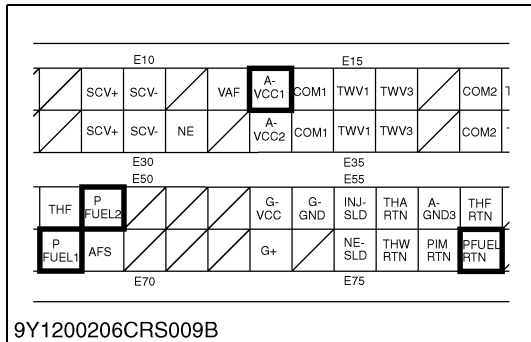 E10 E15
SCV+ SCV- VAF A-VCC1 COM1 TWV1 TWV3 COM2
SCV+ SCV- NE A-VCC2 COM1 TWV1 TWV3 COM2
E30 E35
E50 E55
THF P FUEL2 G-VCC G-GND INJ-SLD THA RTN A-GND3 THF RTN
P FUEL1 AFS G+ NE-SLD THW RTN PIM RTN PFUEL RTN
E70 E75
9Y1200206CRS009B